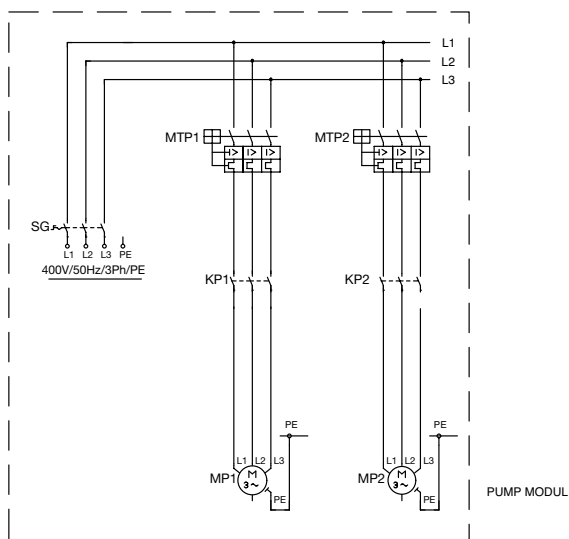 L1
L2
L3
MTP1
MTP2
I> I> I>
I> I> I>
SG
L1 L2 L3 PE
400V/50Hz/3Ph/PE
KP1
KP2
PE
PE
L1 L2 L3
L1 L2 L3
MP1
M
3 ~
MP2
M
3 ~
PE
PE
PUMP MODUL